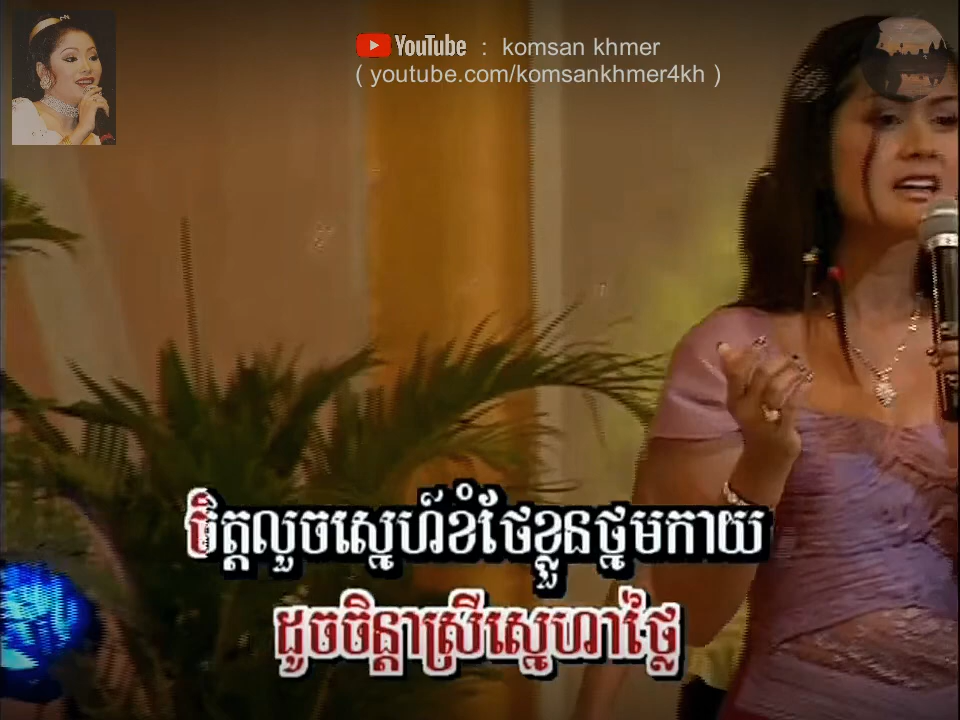 YouTube : komsan khmer
( youtube.com/komsankhmer4kh )
ចិត្តលួចស្នេហ៍ខំថែខ្លួនថ្នមកាយ
ដូចចិន្តាស្រីស្នេហាថ្លៃ